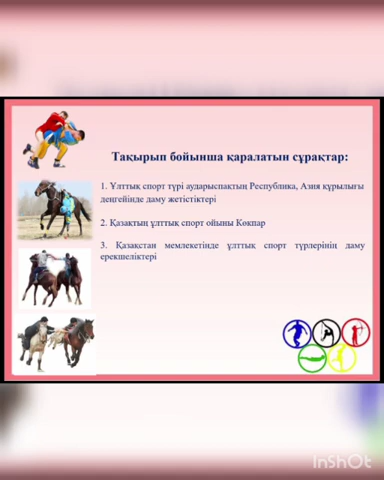 Тақырып бойынша қаралатын сұрақтар:
1. Ұлттық спорт түрі аударыспақтың Республика, Азия құрылығы
деңгейінде даму жетістіктері
2. Қазақтың ұлттық спорт ойыны Көкпар
3. Қазақстан мемлекетінде ұлттық спорт түрлерінің даму
ерекшеліктері
InShOt